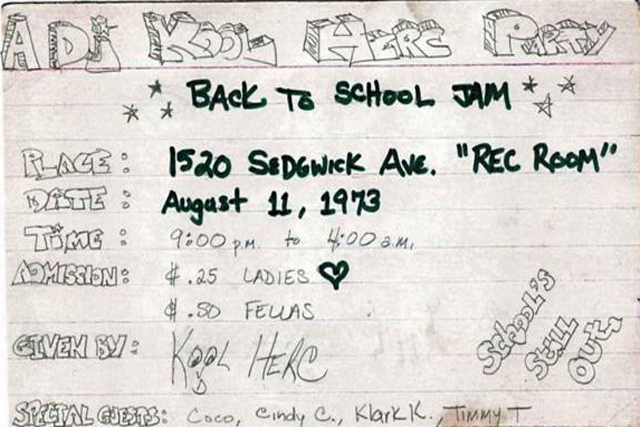 A DJ KOOL HERC PARTY
BACK TO SCHOOL JAM
PLACE: 1520 SEDGWICK AVE. "REC ROOM"
DATE: August 11, 1973
TIME: 9:00 p.m. to 4:00 a.m.
ADMISSION: $.25 LADIES
$.50 FELLAS
GIVEN BY: KOOL HERC
School's
Still
Out.
SPECIAL GUESTS: Coco, Cindy C., Klark K., Timmy T